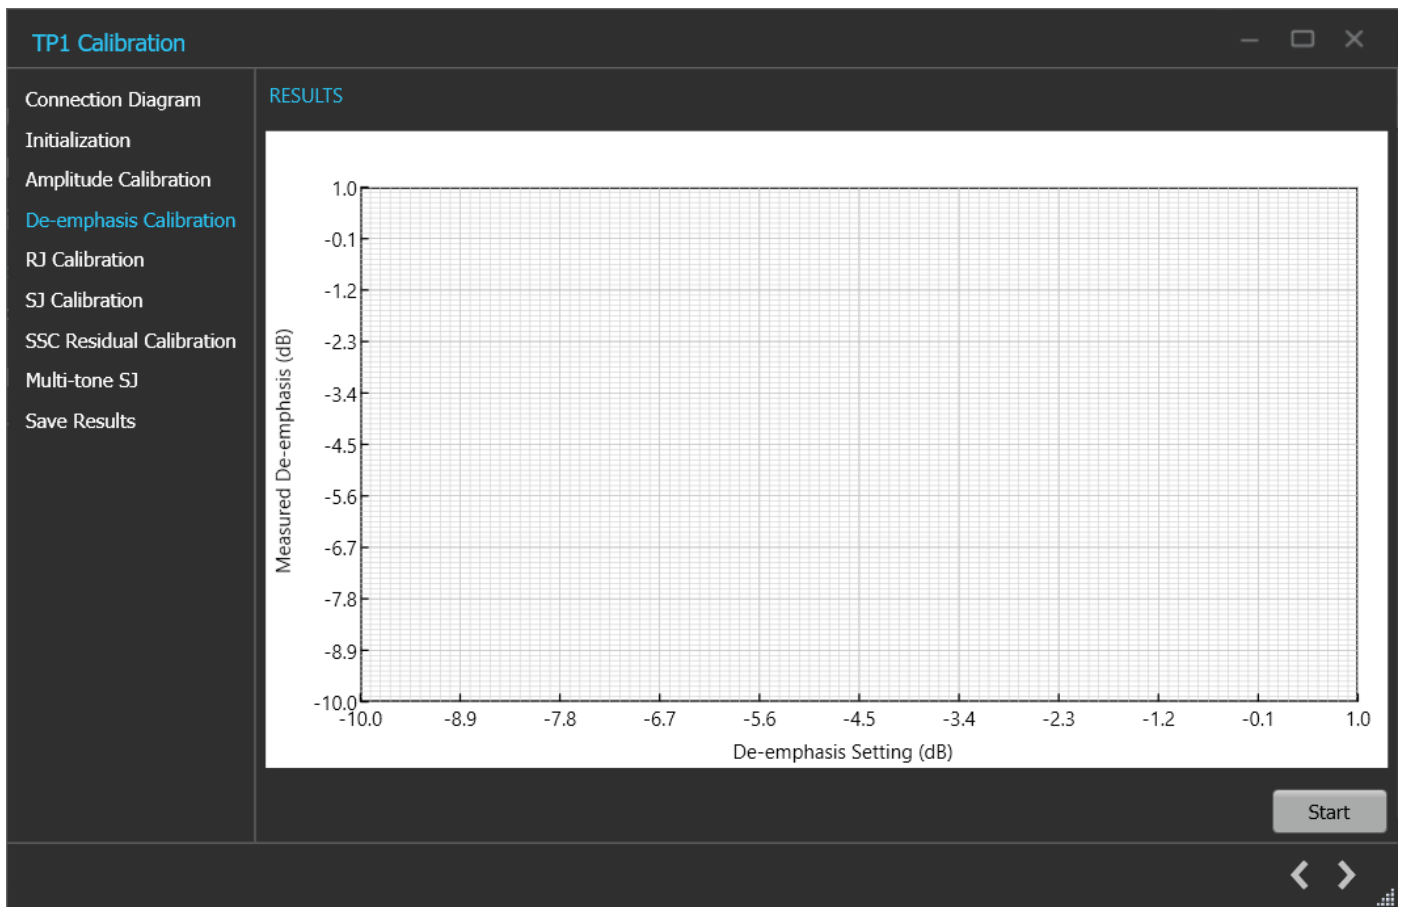 TP1 Calibration
Connection Diagram
Initialization
Amplitude Calibration
De-emphasis Calibration
RJ Calibration
SJ Calibration
SSC Residual Calibration
Multi-tone SJ
Save Results
RESULTS
Measured De-emphasis (dB)
1.0
-0.1
-1.2
-2.3
-3.4
-4.5
-5.6
-6.7
-7.8
-8.9
-10.0
-10.0 -8.9 -7.8 -6.7 -5.6 -4.5 -3.4 -2.3 -1.2 -0.1 1.0
De-emphasis Setting (dB)
Start